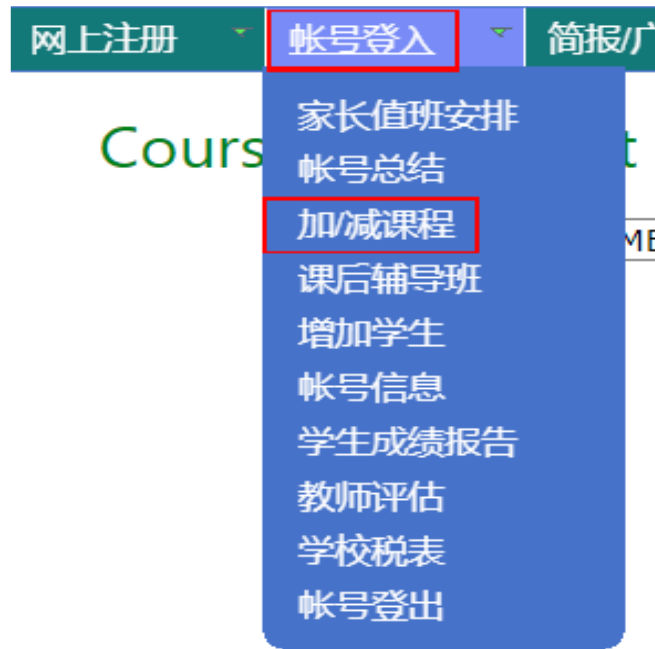 网上注册 帐号登入 简报/广
家长值班安排
Cours t
帐号总结
加/减课程
ME
课后辅导班
增加学生
帐号信息
学生成绩报告
教师评估
学校税表
帐号登出